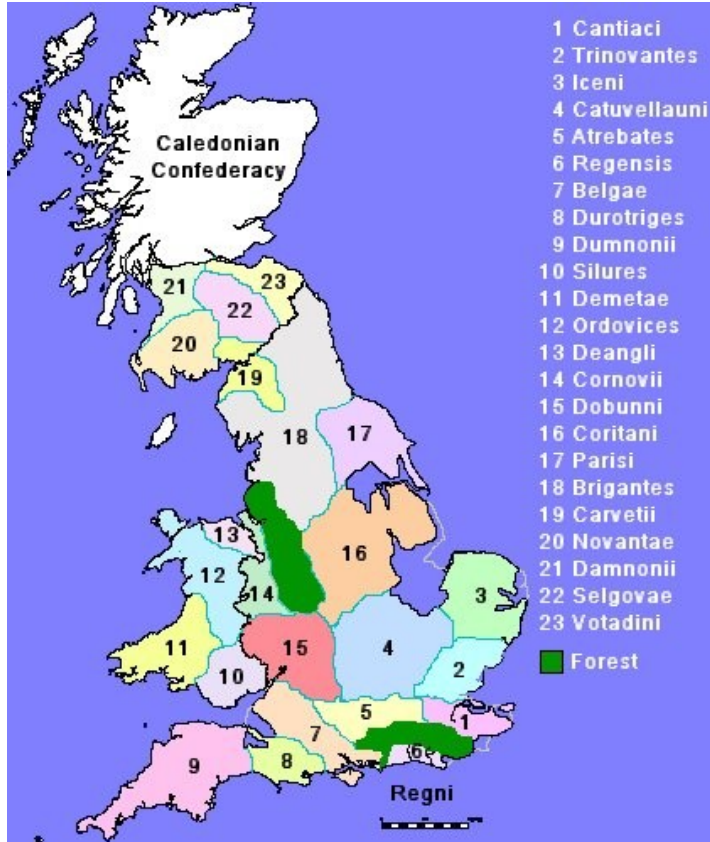 1 Cantiaci
2 Trinovantes
3 Iceni
4 Catuvellauni
5 Atrebates
6 Regensis
7 Belgae
8 Durotriges
9 Dumnonii
10 Silures
11 Demetae
12 Ordovices
13 Deangli
14 Cornovii
15 Dobunni
16 Coritani
17 Parisi
18 Brigantes
19 Carvetii
20 Novantae
21 Damnonii
22 Selgovae
23 Votadini
Forest
Caledonian
Confederacy
21
23
22
20
19
18
17
13
16
12
14
3
11
15
4
10
2
5
1
7
6
9
8
Regni